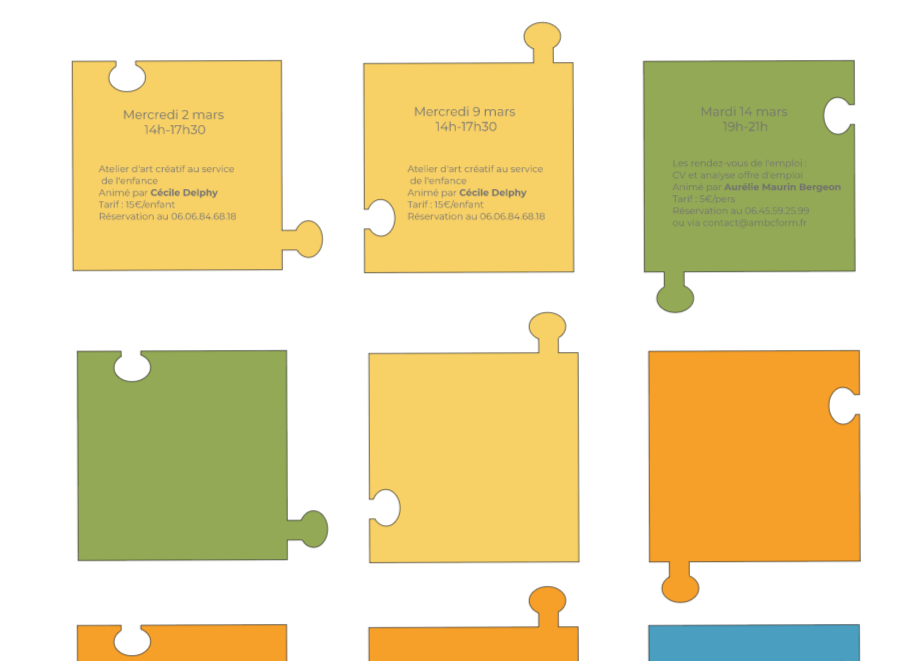 Mercredi 2 mars
14h-17h30
Atelier d'art créatif au service
de l'enfance
Animé par Cécile Delphy
Tarif : 15€/enfant
Réservation au 06.06.84.68.18
Mercredi 9 mars
14h-17h30
Atelier d'art créatif au service
de l'enfance
Animé par Cécile Delphy
Tarif : 15€/enfant
Réservation au 06.06.84.68.18
Mardi 14 mars
19h-21h
Les rendez-vous de l'emploi :
CV et analyse offre d'emploi
Animé par Aurélie Maurin Bergeon
Tarif : 5€/pers
Réservation au 06.45.59.25.99
ou via contact@ambcform.fr